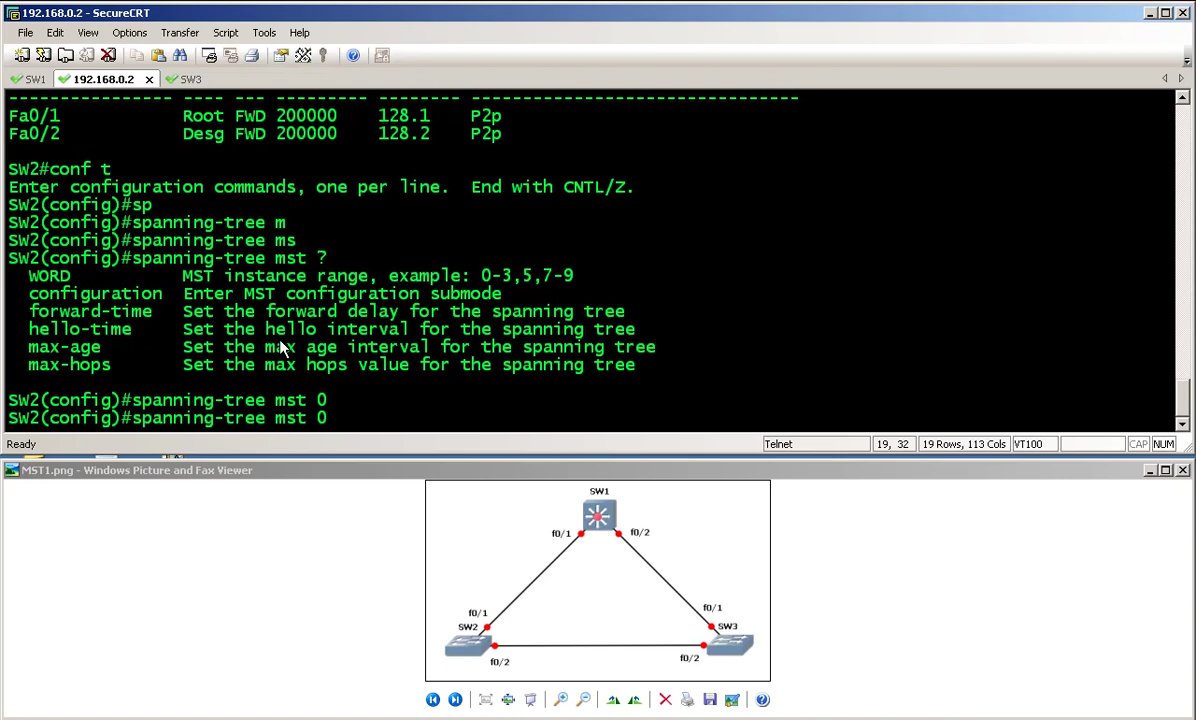 192.168.0.2 - SecureCRT
File Edit View Options Transfer Script Tools Help
SW1 192.168.0.2 SW3
---------------- ---- --- --------- -------- --------------------------------
Fa0/1 Root FWD 200000 128.1 P2p
Fa0/2 Desg FWD 200000 128.2 P2p
SW2#conf t
Enter configuration commands, one per line. End with CNTL/Z.
SW2(config)#sp
SW2(config)#spanning-tree m
SW2(config)#spanning-tree ms
SW2(config)#spanning-tree mst ?
WORD MST instance range, example: 0-3,5,7-9
configuration Enter MST configuration submode
forward-time Set the forward delay for the spanning tree
hello-time Set the hello interval for the spanning tree
max-age Set the max age interval for the spanning tree
max-hops Set the max hops value for the spanning tree
SW2(config)#spanning-tree mst 0
SW2(config)#spanning-tree mst 0
Ready Telnet 19, 32 19 Rows, 113 Cols VT100 CAP NUM
MST1.png - Windows Picture and Fax Viewer
SW1
f0/1 f0/2
f0/1 f0/1
SW2 SW3
f0/2 f0/2